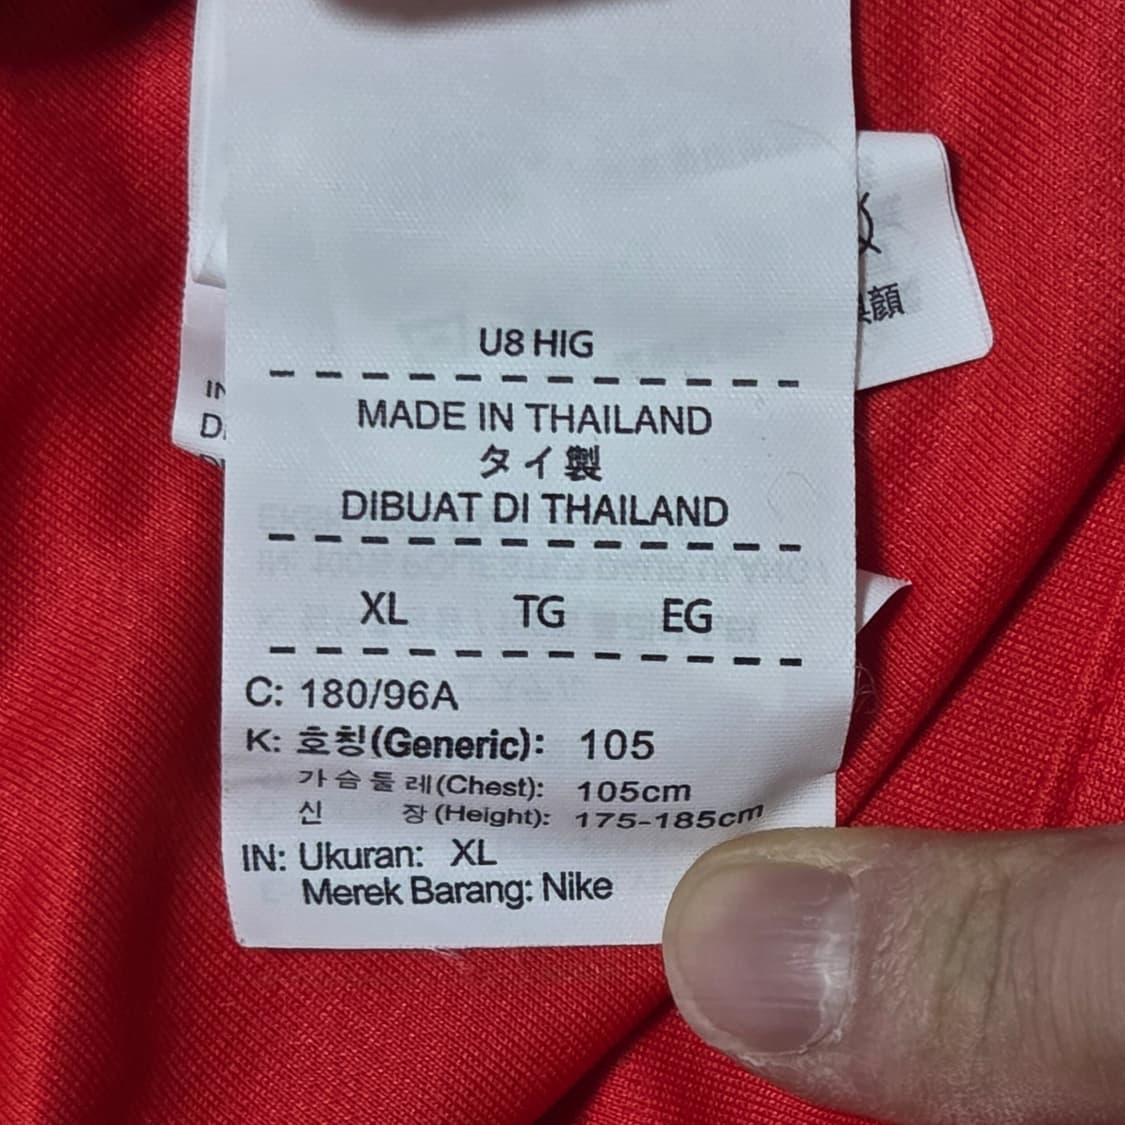 U8 HIG
MADE IN THAILAND
タイ製
DIBUAT DI THAILAND
XL TG EG
C: 180/96A
K: 호칭(Generic): 105
가슴둘레(Chest): 105cm
신 장(Height): 175-185cm
IN: Ukuran: XL
Merek Barang: Nike
顔